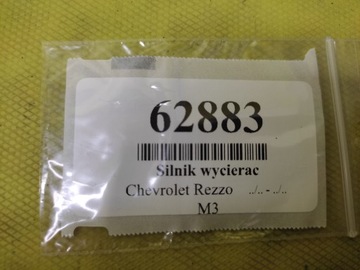 62883
Silnik wycierac
Chevrolet Rezzo ../.. - ../..
M3